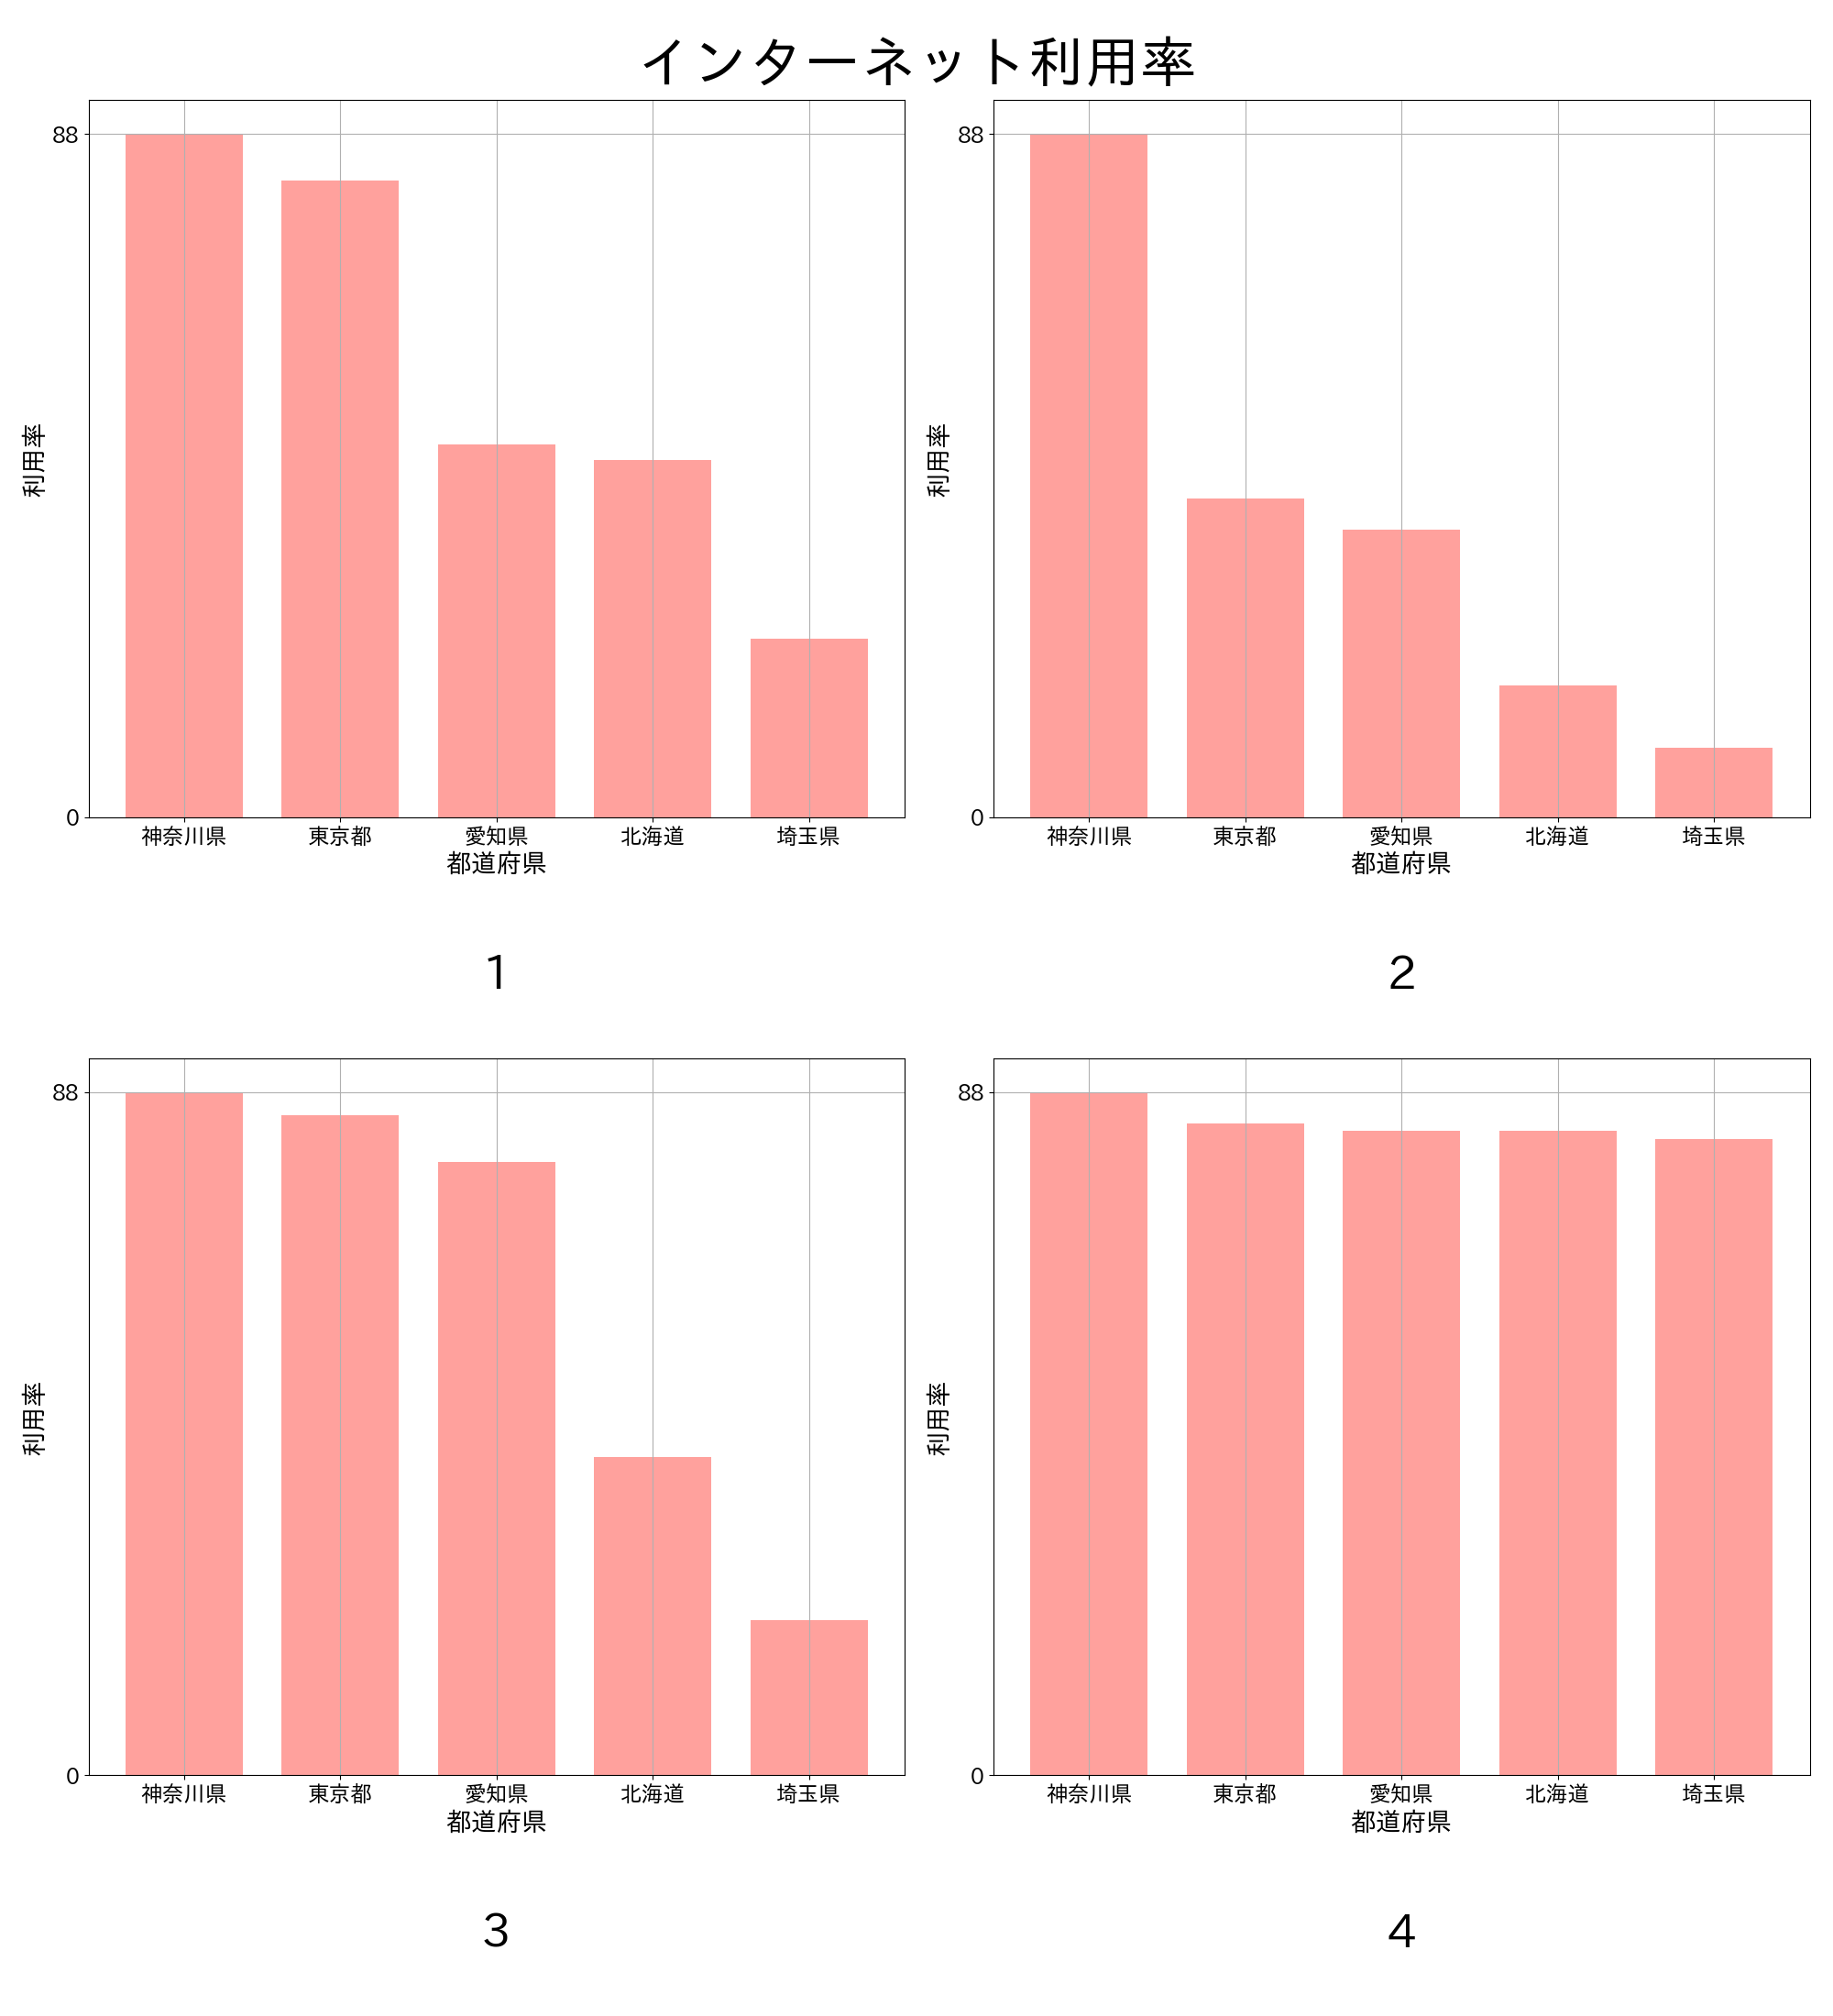 インターネット利用率
88
0
利用率
神奈川県 東京都 愛知県 北海道 埼玉県
都道府県
1
88
0
利用率
神奈川県 東京都 愛知県 北海道 埼玉県
都道府県
2
88
0
利用率
神奈川県 東京都 愛知県 北海道 埼玉県
都道府県
3
88
0
利用率
神奈川県 東京都 愛知県 北海道 埼玉県
都道府県
4